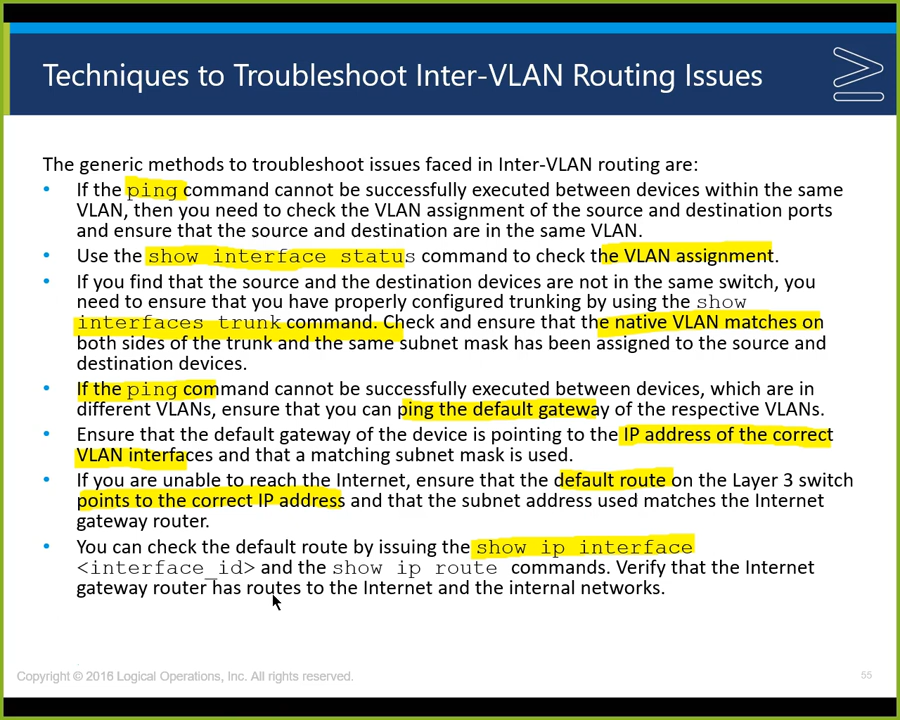 Techniques to Troubleshoot Inter-VLAN Routing Issues
The generic methods to troubleshoot issues faced in Inter-VLAN routing are:
• If the ping command cannot be successfully executed between devices within the same
VLAN, then you need to check the VLAN assignment of the source and destination ports
and ensure that the source and destination are in the same VLAN.
• Use the show interface status command to check the VLAN assignment.
• If you find that the source and the destination devices are not in the same switch, you
need to ensure that you have properly configured trunking by using the show
interfaces trunk command. Check and ensure that the native VLAN matches on
both sides of the trunk and the same subnet mask has been assigned to the source and
destination devices.
• If the ping command cannot be successfully executed between devices, which are in
different VLANs, ensure that you can ping the default gateway of the respective VLANs.
• Ensure that the default gateway of the device is pointing to the IP address of the correct
VLAN interfaces and that a matching subnet mask is used.
• If you are unable to reach the Internet, ensure that the default route on the Layer 3 switch
points to the correct IP address and that the subnet address used matches the Internet
gateway router.
• You can check the default route by issuing the show ip interface
<interface_id> and the show ip route commands. Verify that the Internet
gateway router has routes to the Internet and the internal networks.
Copyright © 2016 Logical Operations, Inc. All rights reserved.
55